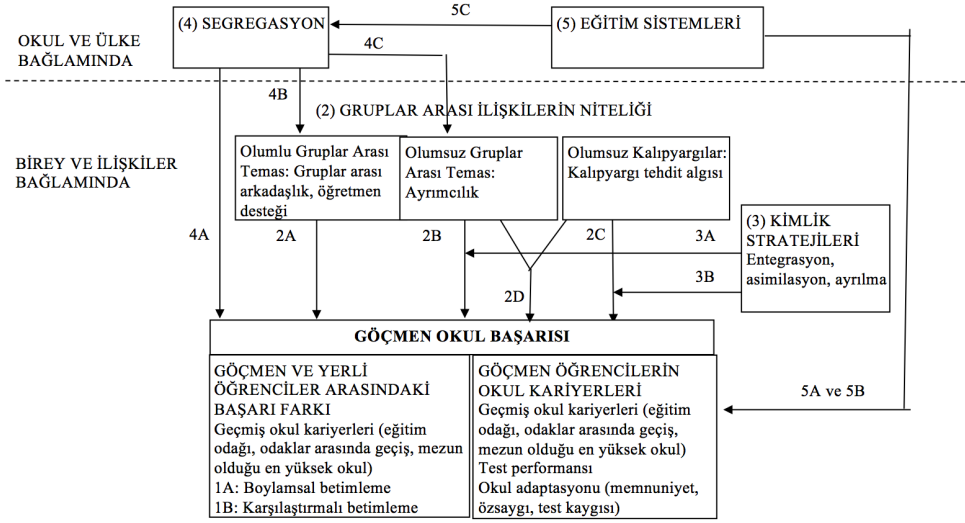 (4) SEGREGASYON
5C
(5) EĞİTİM SİSTEMLERİ
OKUL VE ÜLKE
BAĞLAMINDA
4C
4B
(2) GRUPLAR ARASI İLİŞKİLERİN NİTELİĞİ
BİREY VE İLİŞKİLER
BAĞLAMINDA
Olumlu Gruplar Arası
Temas: Gruplar arası
arkadaşlık, öğretmen
desteği
Olumsuz Gruplar
Arası Temas:
Ayrımcılık
Olumsuz Kalıpyargılar:
Kalıpyargı tehdit algısı
(3) KİMLİK
STRATEJİLERİ
Entegrasyon,
asimilasyon, ayrılma
4A
2A
2B
2C
3A
3B
2D
GÖÇMEN OKUL BAŞARISI
GÖÇMEN VE YERLİ
ÖĞRENCİLER ARASINDAKİ
BAŞARI FARKI
Geçmiş okul kariyerleri (eğitim
odağı, odaklar arasında geçiş, mezun
olduğu en yüksek okul)
1A: Boylamsal betimleme
1B: Karşılaştırmalı betimleme
GÖÇMEN ÖĞRENCİLERİN
OKUL KARİYERLERİ
Geçmiş okul kariyerleri (eğitim
odağı, odaklar arasında geçiş,
mezun olduğu en yüksek okul)
Test performansı
Okul adaptasyonu (memnuniyet,
özsaygı, test kaygısı)
5A ve 5B